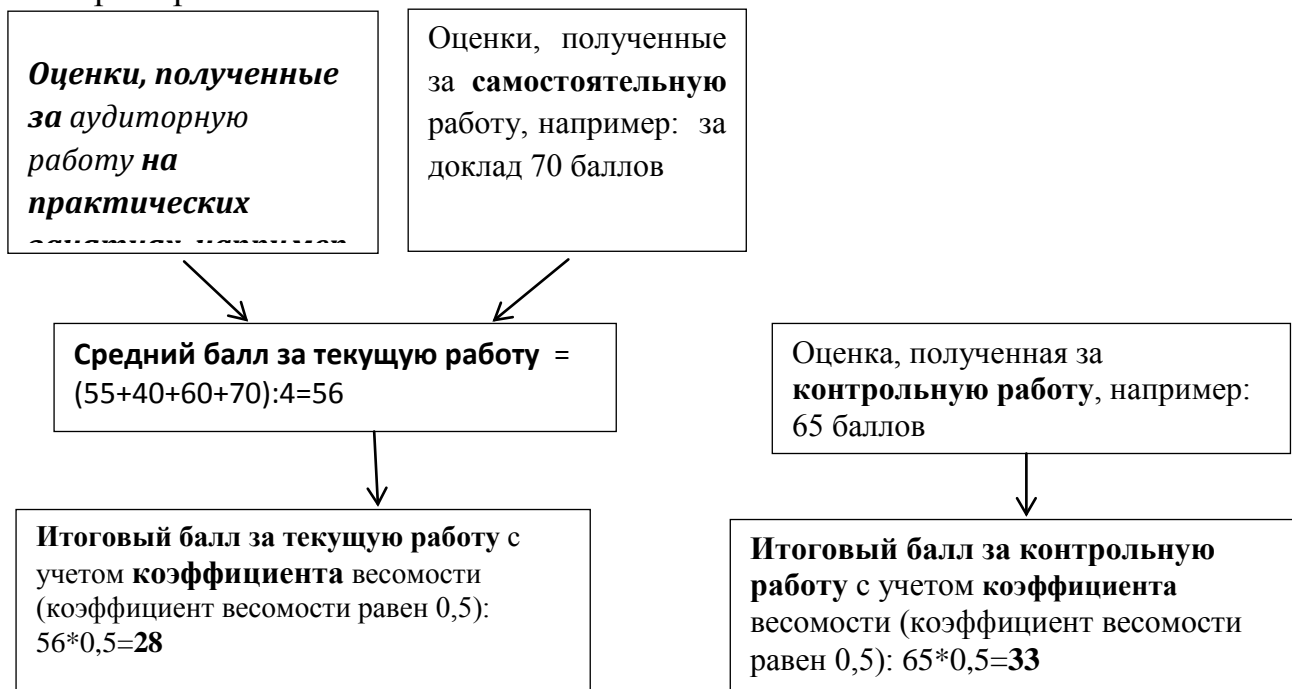 Оценки, полученные
за аудиторную
работу на
практических
занятиях, например
Оценки, полученные
за самостоятельную
работу, например: за
доклад 70 баллов
Средний балл за текущую работу =
(55+40+60+70):4=56
Оценка, полученная за
контрольную работу, например:
65 баллов
Итоговый балл за текущую работу с
учетом коэффициента весомости
(коэффициент весомости равен 0,5):
56*0,5=28
Итоговый балл за контрольную
работу с учетом коэффициента
весомости (коэффициент весомости
равен 0,5): 65*0,5=33